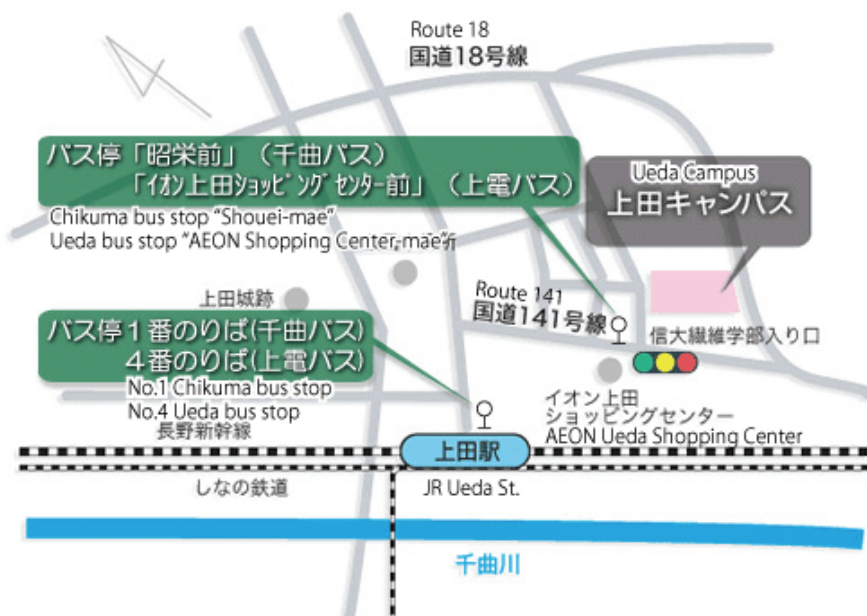 Route 18
国道18号線
バス停「昭栄前」（千曲バス）
「イオン上田ショッピングセンター前」（上電バス）
Chikuma bus stop “Shouei-mae”
Ueda bus stop “AEON Shopping Center-mae”
Ueda Campus
上田キャンパス
上田城跡
Route 141
国道141号線
信大繊維学部入り口
バス停１番のりば(千曲バス)
４番のりば(上電バス)
No.1 Chikuma bus stop
No.4 Ueda bus stop
長野新幹線
イオン上田
ショッピングセンター
AEON Ueda Shopping Center
上田駅
しなの鉄道
JR Ueda St.
千曲川